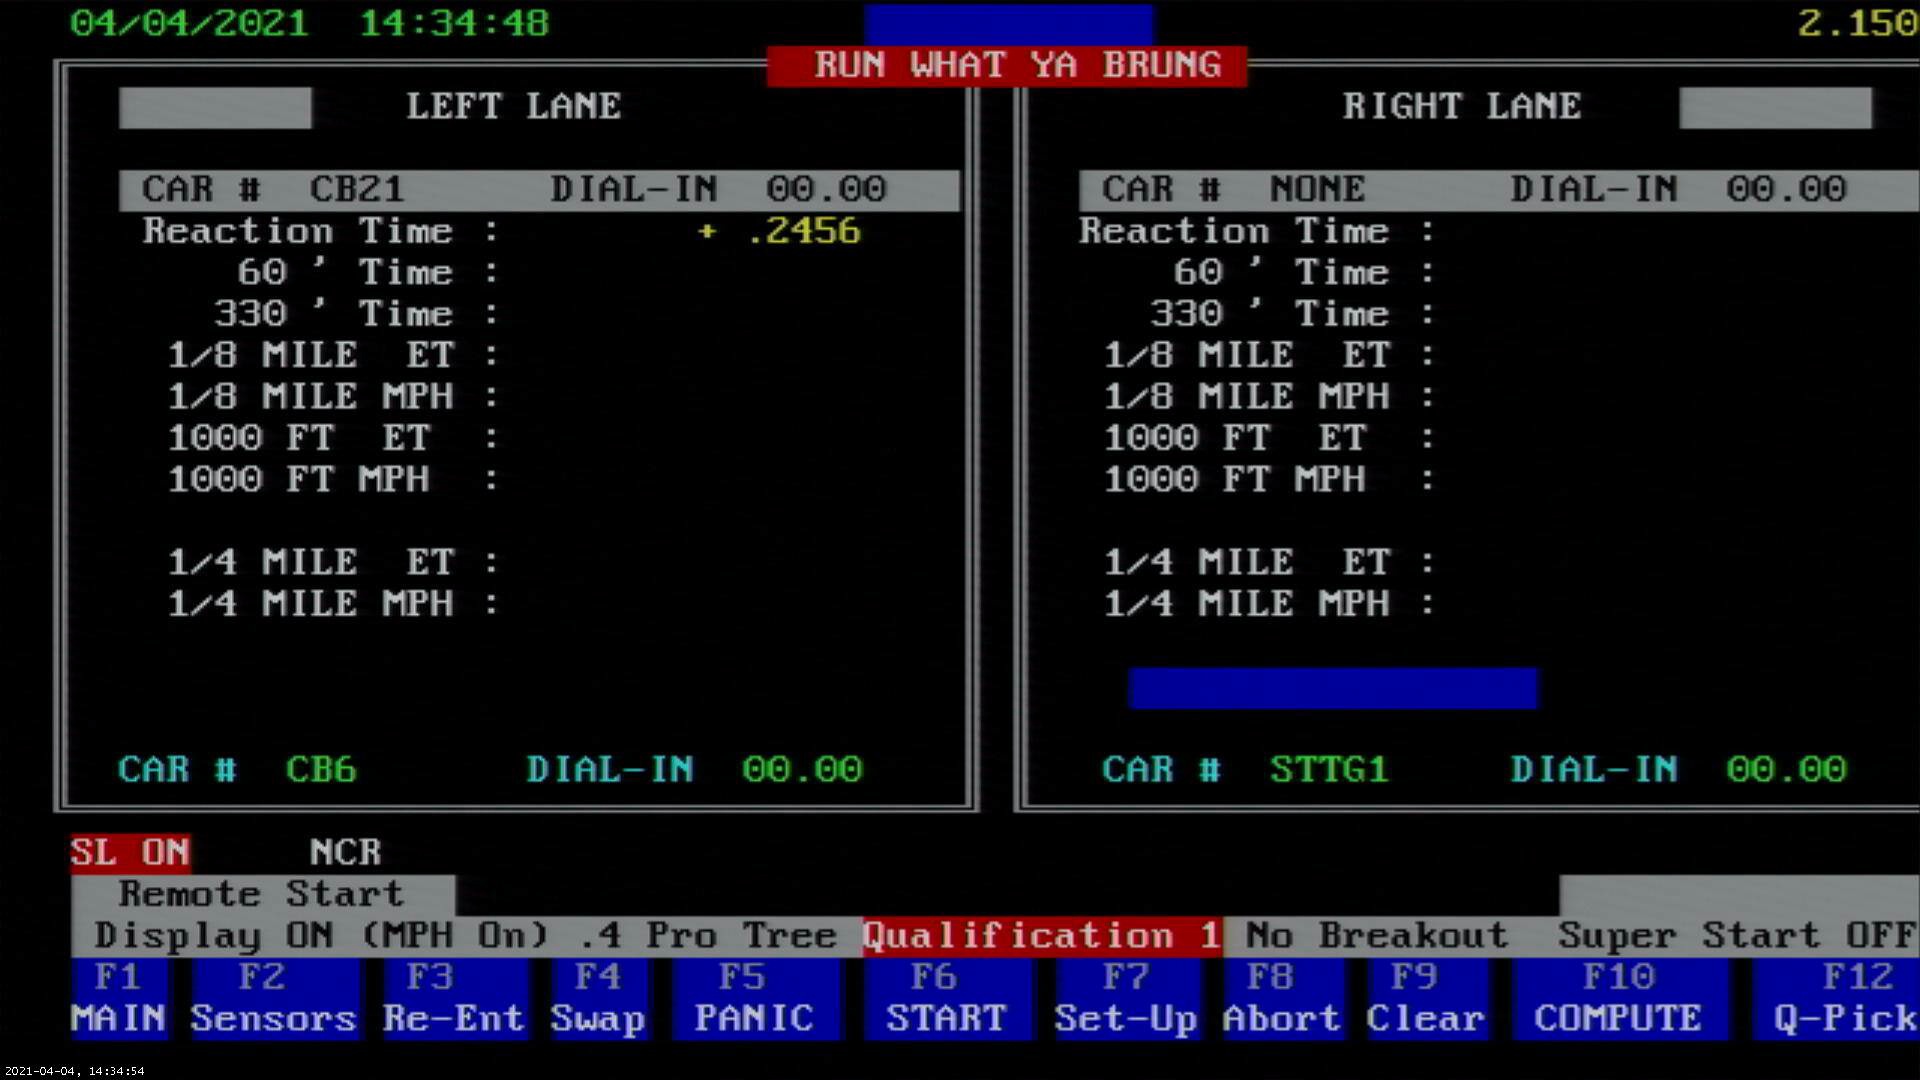 04/04/2021 14:34:48 2.150
RUN WHAT YA BRUNG
LEFT LANE
CAR # CB21 DIAL-IN 00.00
Reaction Time : + .2456
60 ' Time :
330 ' Time :
1/8 MILE ET :
1/8 MILE MPH :
1000 FT ET :
1000 FT MPH :
1/4 MILE ET :
1/4 MILE MPH :
CAR # CB6 DIAL-IN 00.00
RIGHT LANE
CAR # NONE DIAL-IN 00.00
Reaction Time :
60 ' Time :
330 ' Time :
1/8 MILE ET :
1/8 MILE MPH :
1000 FT ET :
1000 FT MPH :
1/4 MILE ET :
1/4 MILE MPH :
CAR # STTG1 DIAL-IN 00.00
SL ON NCR
Remote Start
Display ON (MPH On) .4 Pro Tree Qualification 1 No Breakout Super Start OFF
F1 F2 F3 F4 F5 F6 F7 F8 F9 F10 F12
MAIN Sensors Re-Ent Swap PANIC START Set-Up Abort Clear COMPUTE Q-Pick
2021-04-04, 14:34:54